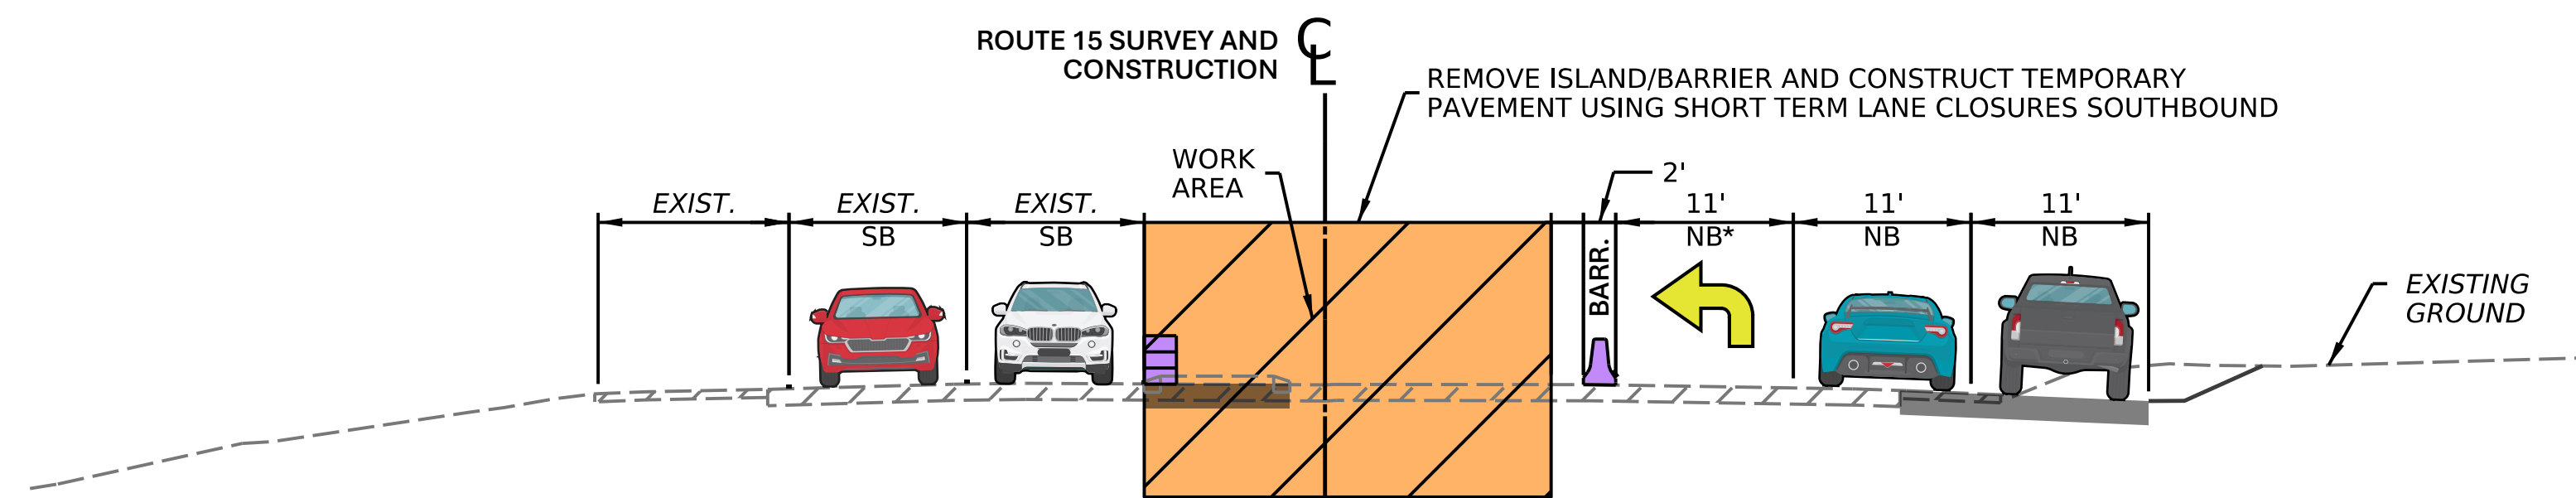 ROUTE 15 SURVEY AND
CONSTRUCTION
CL
REMOVE ISLAND/BARRIER AND CONSTRUCT TEMPORARY
PAVEMENT USING SHORT TERM LANE CLOSURES SOUTHBOUND
WORK
AREA
2'
EXIST.
EXIST.
SB
EXIST.
SB
BARR.
11'
NB*
11'
NB
11'
NB
EXISTING
GROUND